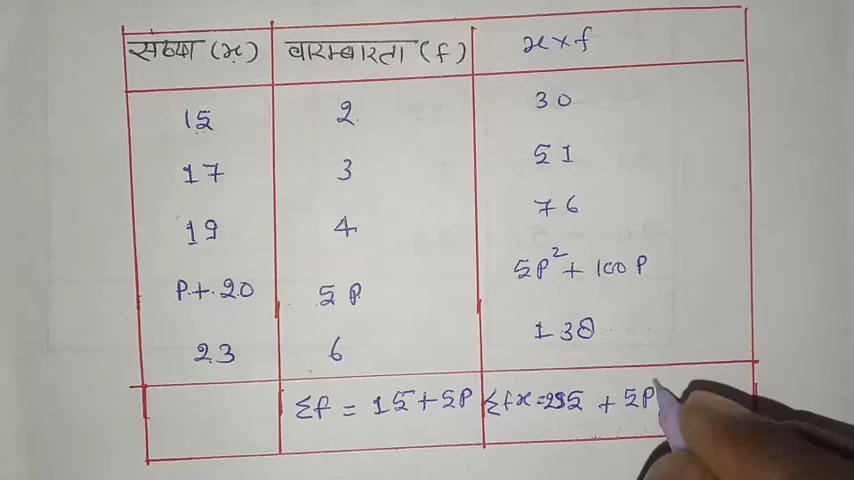 संख्या (x) वारम्बारता (f) x×f
15 2 30
17 3 51
19 4 76
P+20 5P 5P²+100P
23 6 138
Σf = 15+5P Σfx=295 + 5P